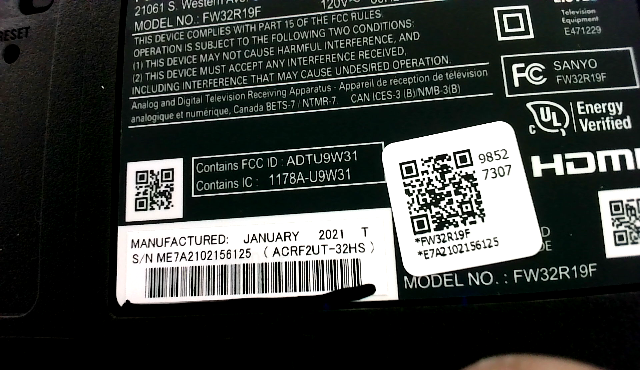 21061 S. Western Ave
120V~
MODEL NO.: FW32R19F
THIS DEVICE COMPLIES WITH PART 15 OF THE FCC RULES.
OPERATION IS SUBJECT TO THE FOLLOWING TWO CONDITIONS:
(1) THIS DEVICE MAY NOT CAUSE HARMFUL INTERFERENCE, AND
(2) THIS DEVICE MUST ACCEPT ANY INTERFERENCE RECEIVED,
INCLUDING INTERFERENCE THAT MAY CAUSE UNDESIRED OPERATION.
Analog and Digital Television Receiving Apparatus · Appareil de réception de télévision
analogique et numérique, Canada BETS-7 / NTMR-7. CAN ICES-3 (B)/NMB-3(B)
RESET
Television
Equipment
E471229
FC SANYO
FW32R19F
UL Energy
Verified
HDMI
Contains FCC ID : ADTU9W31
Contains IC : 1178A-U9W31
9852
7307
*FW32R19F
*E7A2102156125
MANUFACTURED: JANUARY 2021 T
S/N ME7A2102156125 ( ACRF2UT-32HS )
MODEL NO. : FW32R19F